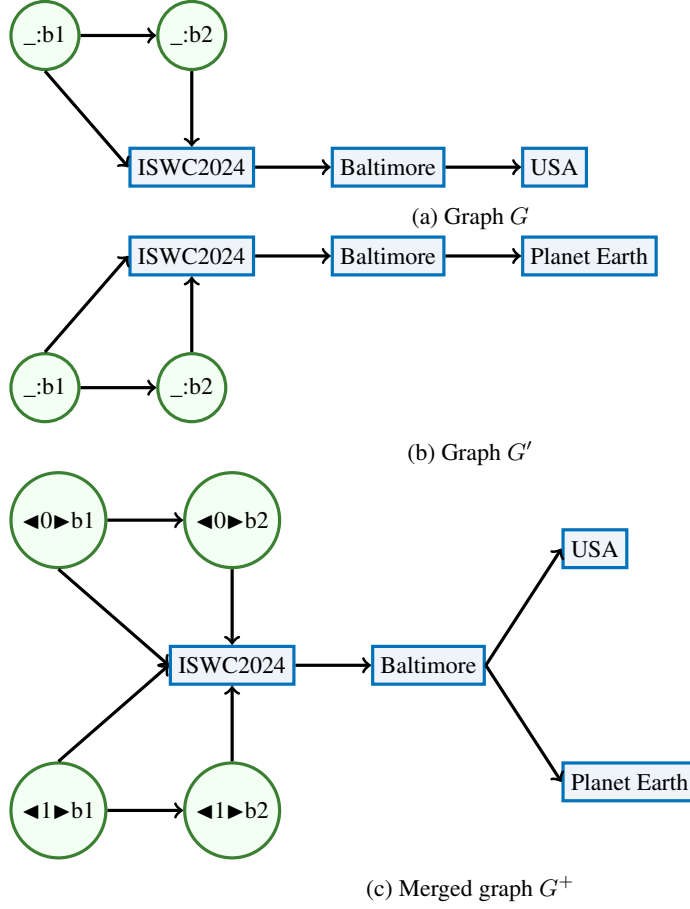 _:b1 _:b2
ISWC2024 Baltimore USA
(a) Graph G
ISWC2024 Baltimore Planet Earth
_:b1 _:b2
(b) Graph G′
◄0►b1 ◄0►b2
USA
ISWC2024 Baltimore
Planet Earth
◄1►b1 ◄1►b2
(c) Merged graph G⁺